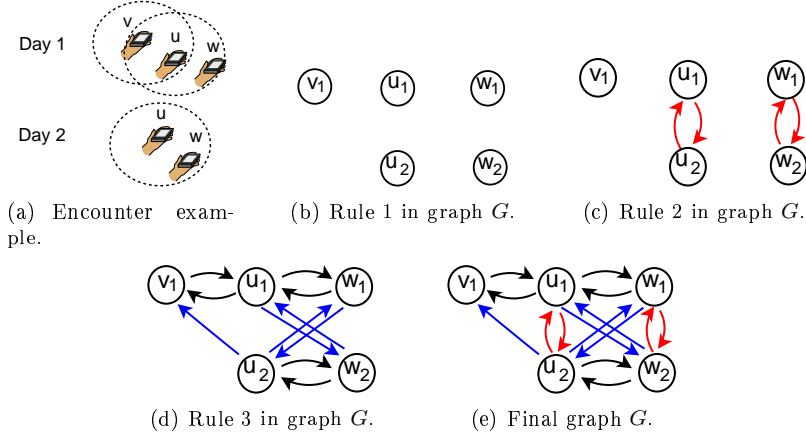 Day 1
v
u
w
Day 2
u
w
(a) Encounter exam-
ple.
v1 u1 w1
u2 w2
(b) Rule 1 in graph G.
v1 u1 w1
u2 w2
(c) Rule 2 in graph G.
v1 u1 w1
u2 w2
(d) Rule 3 in graph G.
v1 u1 w1
u2 w2
(e) Final graph G.